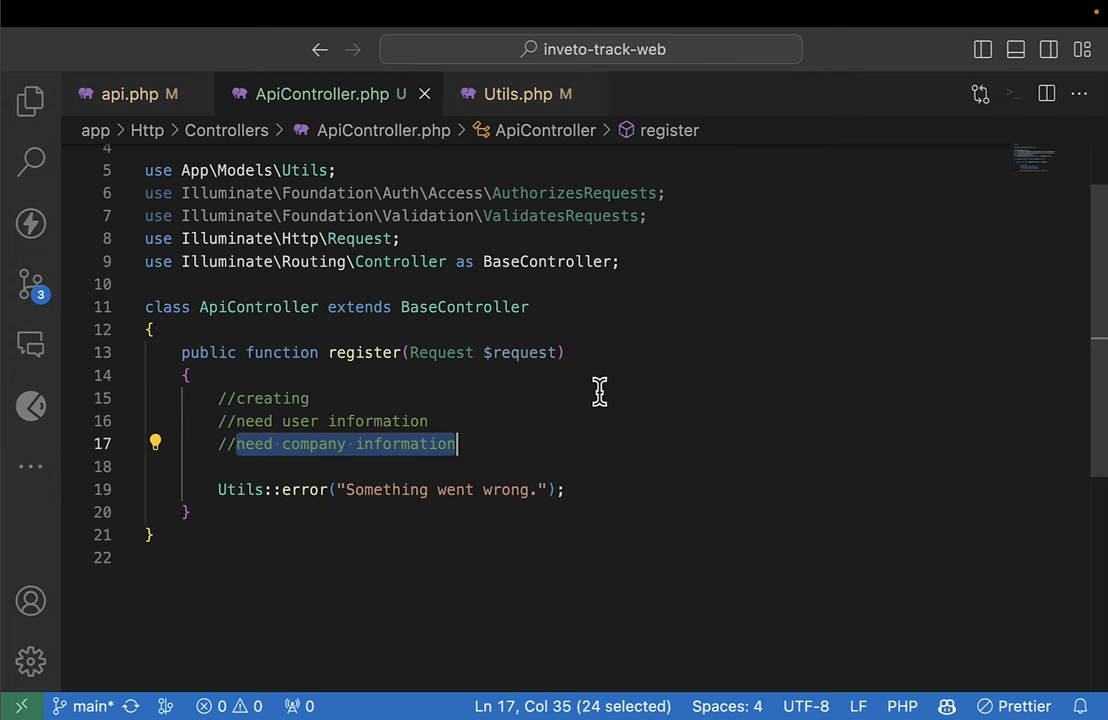 inveto-track-web
api.php M ApiController.php U Utils.php M
app > Http > Controllers > ApiController.php > ApiController > register
4
5 use App\Models\Utils;
6 use Illuminate\Foundation\Auth\Access\AuthorizesRequests;
7 use Illuminate\Foundation\Validation\ValidatesRequests;
8 use Illuminate\Http\Request;
9 use Illuminate\Routing\Controller as BaseController;
10
11 class ApiController extends BaseController
12 {
13 public function register(Request $request)
14 {
15 //creating
16 //need user information
17 //need company information
18
19 Utils::error("Something went wrong.");
20 }
21 }
22
3
main* 0 0 0 Ln 17, Col 35 (24 selected) Spaces: 4 UTF-8 LF PHP Prettier